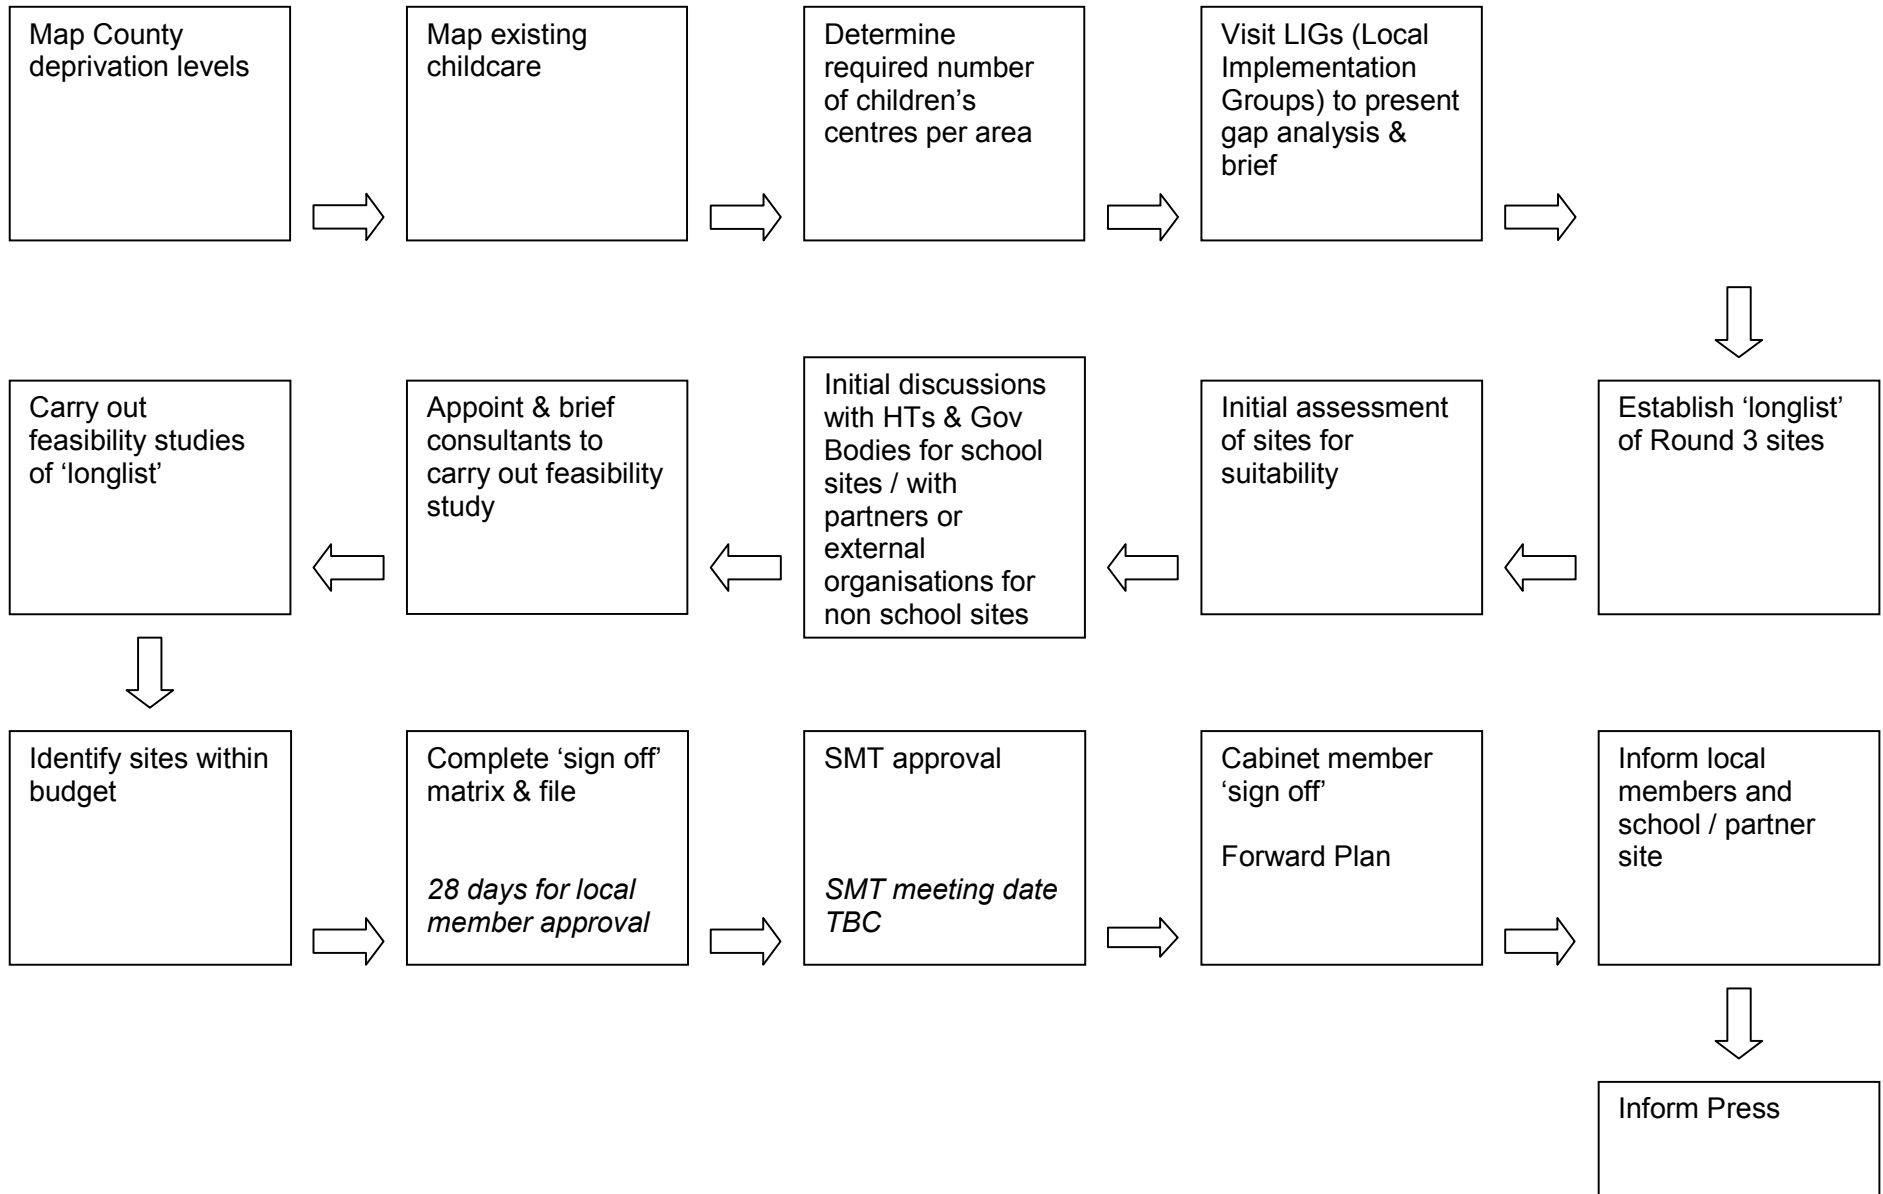 Map County
deprivation levels
Map existing
childcare
Determine
required number
of children’s
centres per area
Visit LIGs (Local
Implementation
Groups) to present
gap analysis &
brief
Establish ‘longlist’
of Round 3 sites
Initial assessment
of sites for
suitability
Initial discussions
with HTs & Gov
Bodies for school
sites / with
partners or
external
organisations for
non school sites
Appoint & brief
consultants to
carry out feasibility
study
Carry out
feasibility studies
of ‘longlist’
Identify sites within
budget
Complete ‘sign off’
matrix & file
28 days for local
member approval
SMT approval
SMT meeting date
TBC
Cabinet member
‘sign off’
Forward Plan
Inform local
members and
school / partner
site
Inform Press